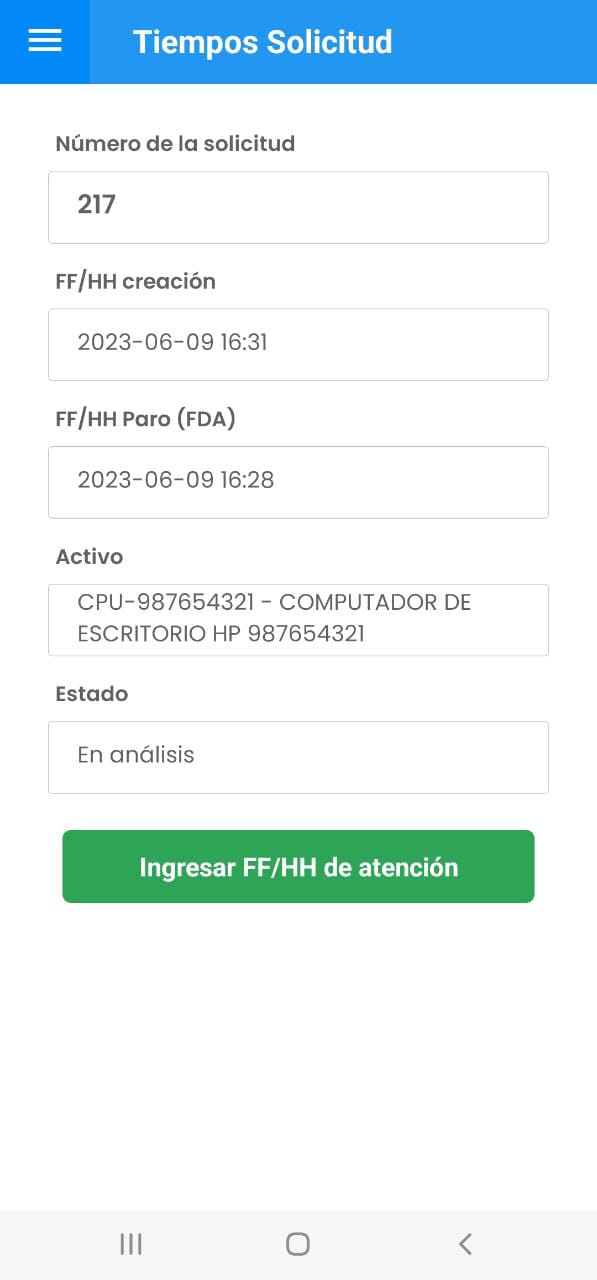 Tiempos Solicitud
Número de la solicitud
217
FF/HH creación
2023-06-09 16:31
FF/HH Paro (FDA)
2023-06-09 16:28
Activo
CPU-987654321 - COMPUTADOR DE
ESCRITORIO HP 987654321
Estado
En análisis
Ingresar FF/HH de atención